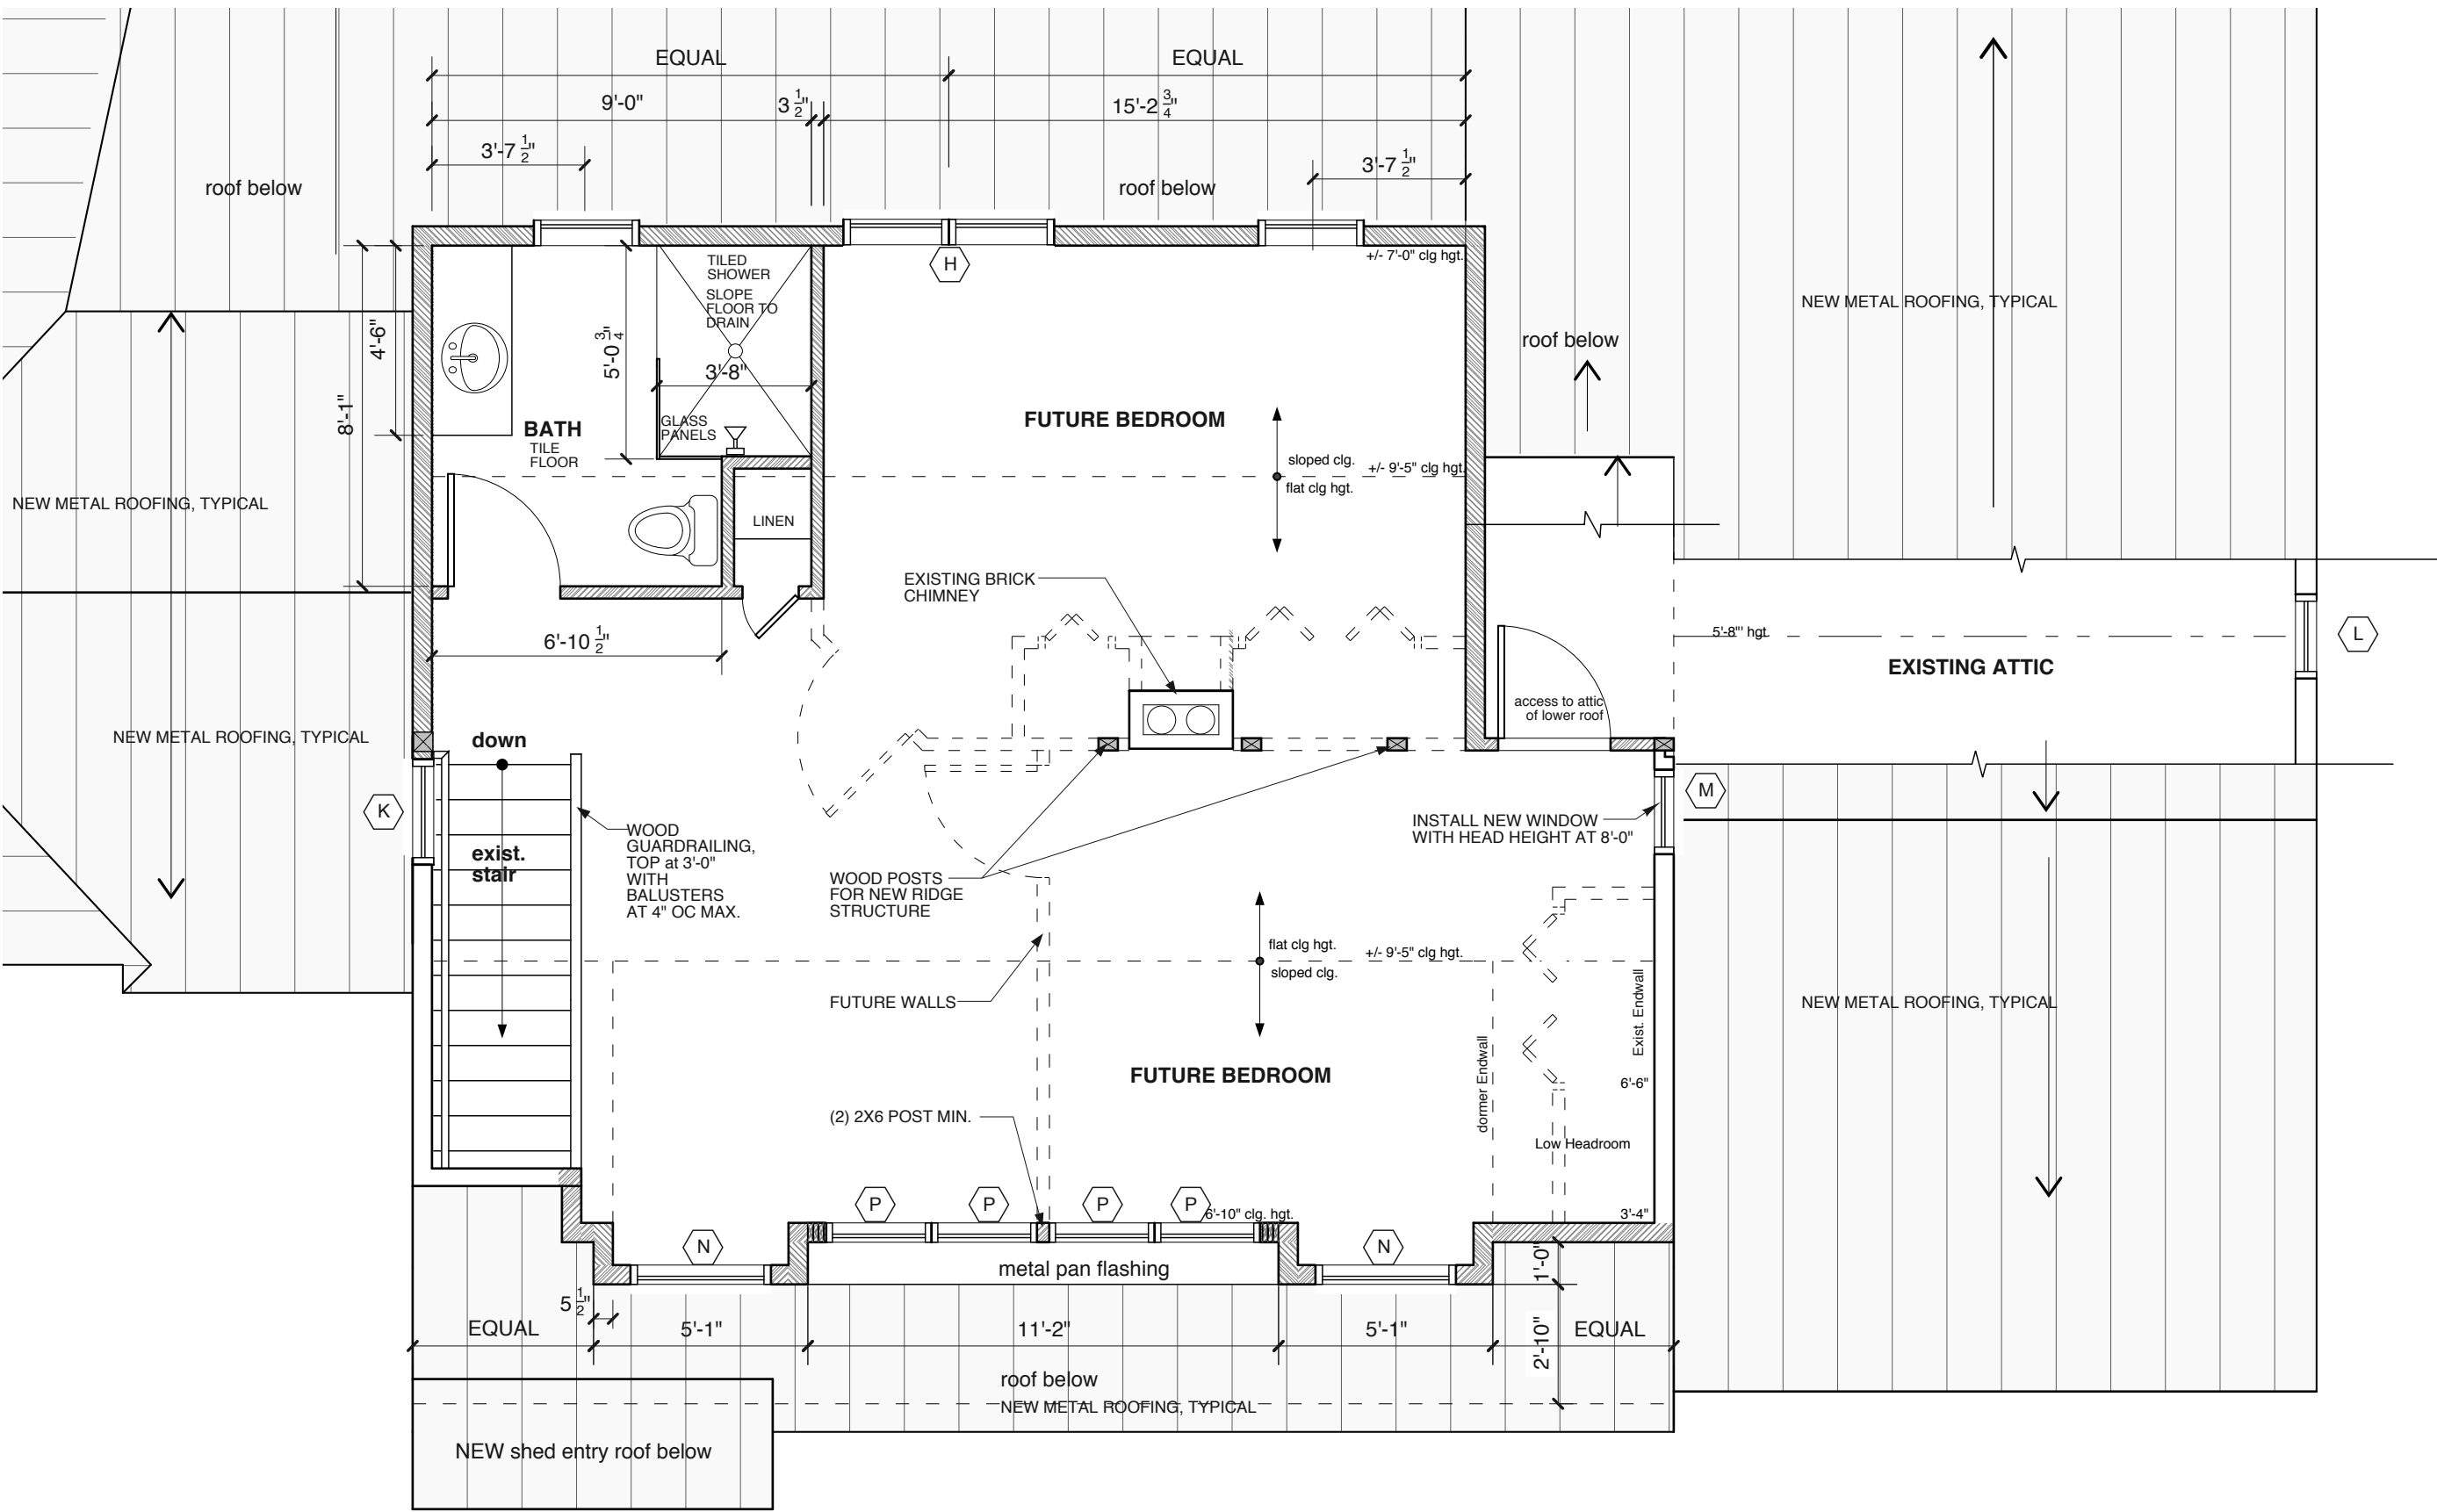 EQUAL
EQUAL
9'-0"
3 1/2"
15'-2 3/4"
3'-7 1/2"
3'-7 1/2"
roof below
roof below
TILED
SHOWER
SLOPE
FLOOR TO
DRAIN
H
+/- 7'-0" clg hgt.
NEW METAL ROOFING, TYPICAL
roof below
4'-6"
5'-0 3/4"
3'-8"
8'-1"
GLASS
PANELS
BATH
TILE
FLOOR
FUTURE BEDROOM
sloped clg.
+/- 9'-5" clg hgt.
flat clg hgt.
NEW METAL ROOFING, TYPICAL
LINEN
EXISTING BRICK
CHIMNEY
6'-10 1/2"
5'-8"' hgt.
L
EXISTING ATTIC
access to attic
of lower roof
NEW METAL ROOFING, TYPICAL
down
K
M
exist.
stair
WOOD
GUARDRAILING,
TOP at 3'-0"
WITH
BALUSTERS
AT 4" OC MAX.
INSTALL NEW WINDOW
WITH HEAD HEIGHT AT 8'-0"
WOOD POSTS
FOR NEW RIDGE
STRUCTURE
flat clg hgt.
+/- 9'-5" clg hgt.
sloped clg.
FUTURE WALLS
Exist. Endwall
NEW METAL ROOFING, TYPICAL
dormer Endwall
FUTURE BEDROOM
6'-6"
(2) 2X6 POST MIN.
Low Headroom
P
P
P
P
6'-10" clg. hgt.
3'-4"
N
N
metal pan flashing
1'-0"
5 1/2"
EQUAL
5'-1"
11'-2"
5'-1"
2'-10"
EQUAL
roof below
NEW METAL ROOFING, TYPICAL
NEW shed entry roof below